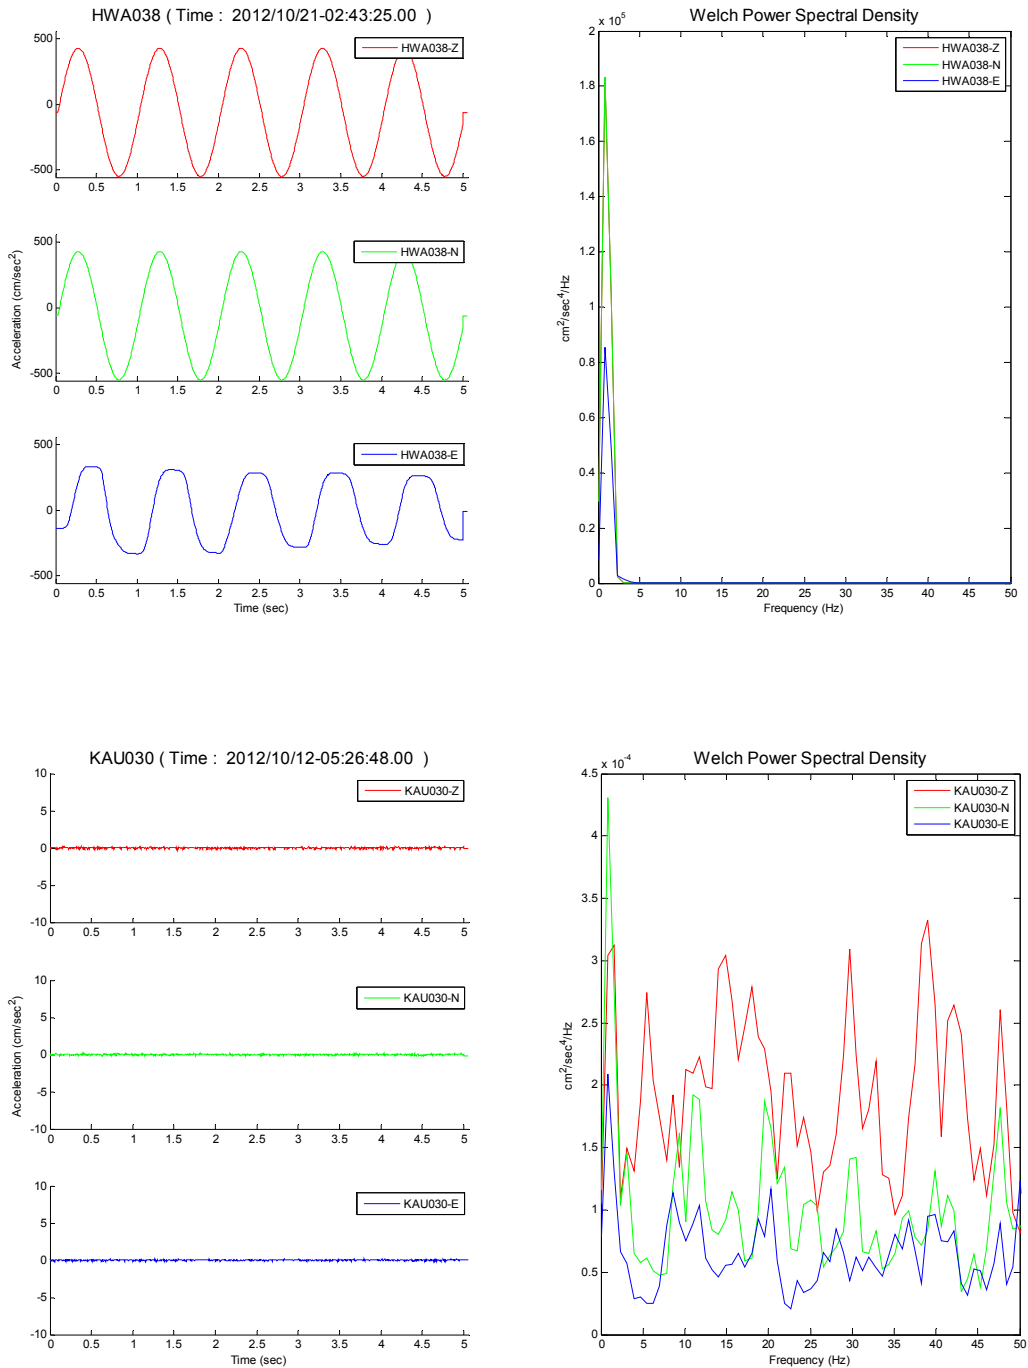 HWA038 ( Time : 2012/10/21-02:43:25.00 )
500
0
-500
HWA038-Z
0 0.5 1 1.5 2 2.5 3 3.5 4 4.5 5
500
0
-500
HWA038-N
Acceleration (cm/sec2)
0 0.5 1 1.5 2 2.5 3 3.5 4 4.5 5
500
0
-500
HWA038-E
0 0.5 1 1.5 2 2.5 3 3.5 4 4.5 5
Time (sec)
Welch Power Spectral Density
x 10^5
2
1.8
1.6
1.4
1.2
1
0.8
0.6
0.4
0.2
0
cm2/sec4/Hz
HWA038-Z
HWA038-N
HWA038-E
0 5 10 15 20 25 30 35 40 45 50
Frequency (Hz)
KAU030 ( Time : 2012/10/12-05:26:48.00 )
10
5
0
-5
-10
KAU030-Z
0 0.5 1 1.5 2 2.5 3 3.5 4 4.5 5
10
5
0
-5
-10
KAU030-N
Acceleration (cm/sec2)
0 0.5 1 1.5 2 2.5 3 3.5 4 4.5 5
10
5
0
-5
-10
KAU030-E
0 0.5 1 1.5 2 2.5 3 3.5 4 4.5 5
Time (sec)
Welch Power Spectral Density
x 10^-4
4.5
4
3.5
3
2.5
2
1.5
1
0.5
0
cm2/sec4/Hz
KAU030-Z
KAU030-N
KAU030-E
0 5 10 15 20 25 30 35 40 45 50
Frequency (Hz)